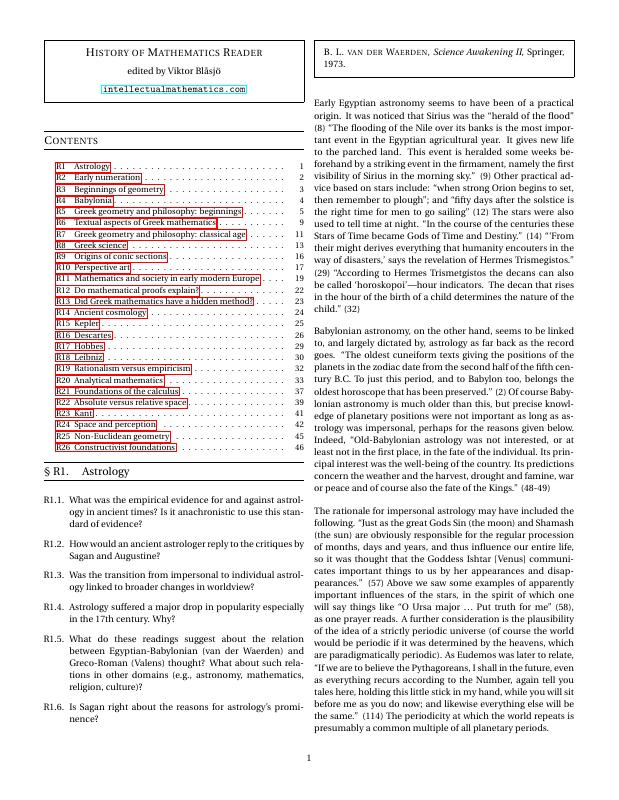 HISTORY OF MATHEMATICS READER
edited by Viktor Blåsjö
intellectualmathematics.com
CONTENTS
R1 Astrology . . . . . . . . . . . . . . . . . . . . . . 1
R2 Early numeration . . . . . . . . . . . . . . . . . . 2
R3 Beginnings of geometry . . . . . . . . . . . . . . . 3
R4 Babylonia . . . . . . . . . . . . . . . . . . . . . . 4
R5 Greek geometry and philosophy: beginnings . . . . . . 5
R6 Textual aspects of Greek mathematics . . . . . . . . 9
R7 Greek geometry and philosophy: classical age . . . . . 11
R8 Greek science . . . . . . . . . . . . . . . . . . . . 13
R9 Origins of conic sections . . . . . . . . . . . . . . 16
R10 Perspective art . . . . . . . . . . . . . . . . . . . 17
R11 Mathematics and society in early modern Europe . . . 19
R12 Do mathematical proofs explain? . . . . . . . . . . . 22
R13 Did Greek mathematics have a hidden method? . . . . . 23
R14 Ancient cosmology . . . . . . . . . . . . . . . . . . 24
R15 Kepler . . . . . . . . . . . . . . . . . . . . . . . 25
R16 Descartes . . . . . . . . . . . . . . . . . . . . . . 26
R17 Hobbes . . . . . . . . . . . . . . . . . . . . . . . 29
R18 Leibniz . . . . . . . . . . . . . . . . . . . . . . . 30
R19 Rationalism versus empiricism . . . . . . . . . . . . 32
R20 Analytical mathematics . . . . . . . . . . . . . . . 33
R21 Foundations of the calculus . . . . . . . . . . . . . 37
R22 Absolute versus relative space . . . . . . . . . . . . 39
R23 Kant . . . . . . . . . . . . . . . . . . . . . . . . 41
R24 Space and perception . . . . . . . . . . . . . . . . 42
R25 Non-Euclidean geometry . . . . . . . . . . . . . . . 45
R26 Constructivist foundations . . . . . . . . . . . . . . 46
§ R1. Astrology
R1.1. What was the empirical evidence for and against astrol-
ogy in ancient times? Is it anachronistic to use this stan-
dard of evidence?
R1.2. How would an ancient astrologer reply to the critiques by
Sagan and Augustine?
R1.3. Was the transition from impersonal to individual astrol-
ogy linked to broader changes in worldview?
R1.4. Astrology suffered a major drop in popularity especially
in the 17th century. Why?
R1.5. What do these readings suggest about the relation
between Egyptian-Babylonian (van der Waerden) and
Greco-Roman (Valens) thought? What about such rela-
tions in other domains (e.g., astronomy, mathematics,
religion, culture)?
R1.6. Is Sagan right about the reasons for astrology's promi-
nence?
B. L. VAN DER WAERDEN, Science Awakening II, Springer,
1973.
Early Egyptian astronomy seems to have been of a practical
origin. It was noticed that Sirius was the “herald of the flood”
(8) “The flooding of the Nile over its banks is the most impor-
tant event in the Egyptian agricultural year. It gives new life
to the parched land. This event is heralded some weeks be-
forehand by a striking event in the firmament, namely the first
visibility of Sirius in the morning sky.” (9) Other practical ad-
vice based on stars include: “when strong Orion begins to set,
then remember to plough”; and “fifty days after the solstice is
the right time for men to go sailing” (12) The stars were also
used to tell time at night. “In the course of the centuries these
Stars of Time became Gods of Time and Destiny.” (14) “‘From
their might derives everything that humanity encounters in the
way of disasters,’ says the revelation of Hermes Trismegistos.”
(29) “According to Hermes Trismetgistos the decans can also
be called ‘horoskopoi’—hour indicators. The decan that rises
in the hour of the birth of a child determines the nature of the
child.” (32)
Babylonian astronomy, on the other hand, seems to be linked
to, and largely dictated by, astrology as far back as the record
goes. “The oldest cuneiform texts giving the positions of the
planets in the zodiac date from the second half of the fifth cen-
tury B.C. To just this period, and to Babylon too, belongs the
oldest horoscope that has been preserved.” (2) Of course Baby-
lonian astronomy is much older than this, but precise knowl-
edge of planetary positions were not important as long as as-
trology was impersonal, perhaps for the reasons given below.
Indeed, “Old-Babylonian astrology was not interested, or at
least not in the first place, in the fate of the individual. Its prin-
cipal interest was the well-being of the country. Its predictions
concern the weather and the harvest, drought and famine, war
or peace and of course also the fate of the Kings.” (48-49)
The rationale for impersonal astrology may have included the
following. “Just as the great Gods Sin (the moon) and Shamash
(the sun) are obviously responsible for the regular procession
of months, days and years, and thus influence our entire life,
so it was thought that the Goddess Ishtar [Venus] communi-
cates important things to us by her appearances and disap-
pearances.” (57) Above we saw some examples of apparently
important influences of the stars, in the spirit of which one
will say things like “O Ursa major ... Put truth for me” (58),
as one prayer reads. A further consideration is the plausibility
of the idea of a strictly periodic universe (of course the world
would be periodic if it was determined by the heavens, which
are paradigmatically periodic). As Eudemos was later to relate,
“If we are to believe the Pythagoreans, I shall in the future, even
as everything recurs according to the Number, again tell you
tales here, holding this little stick in my hand, while you will sit
before me as you do now; and likewise everything else will be
the same.” (114) The periodicity at which the world repeats is
presumably a common multiple of all planetary periods.
1